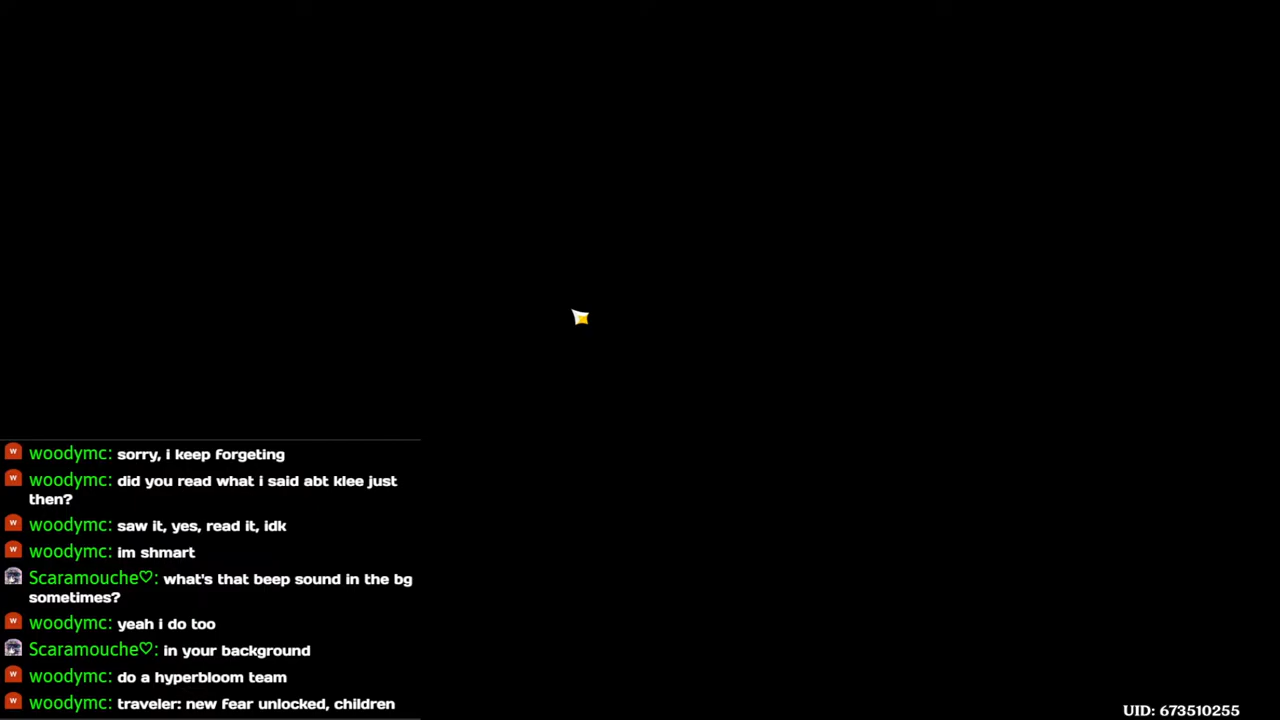 W woodymc: sorry, i keep forgeting
W woodymc: did you read what i said abt klee just
then?
W woodymc: saw it, yes, read it, idk
W woodymc: im shmart
Scaramouche♡: what's that beep sound in the bg
sometimes?
W woodymc: yeah i do too
Scaramouche♡: in your background
W woodymc: do a hyperbloom team
W woodymc: traveler: new fear unlocked, children
UID: 673510255